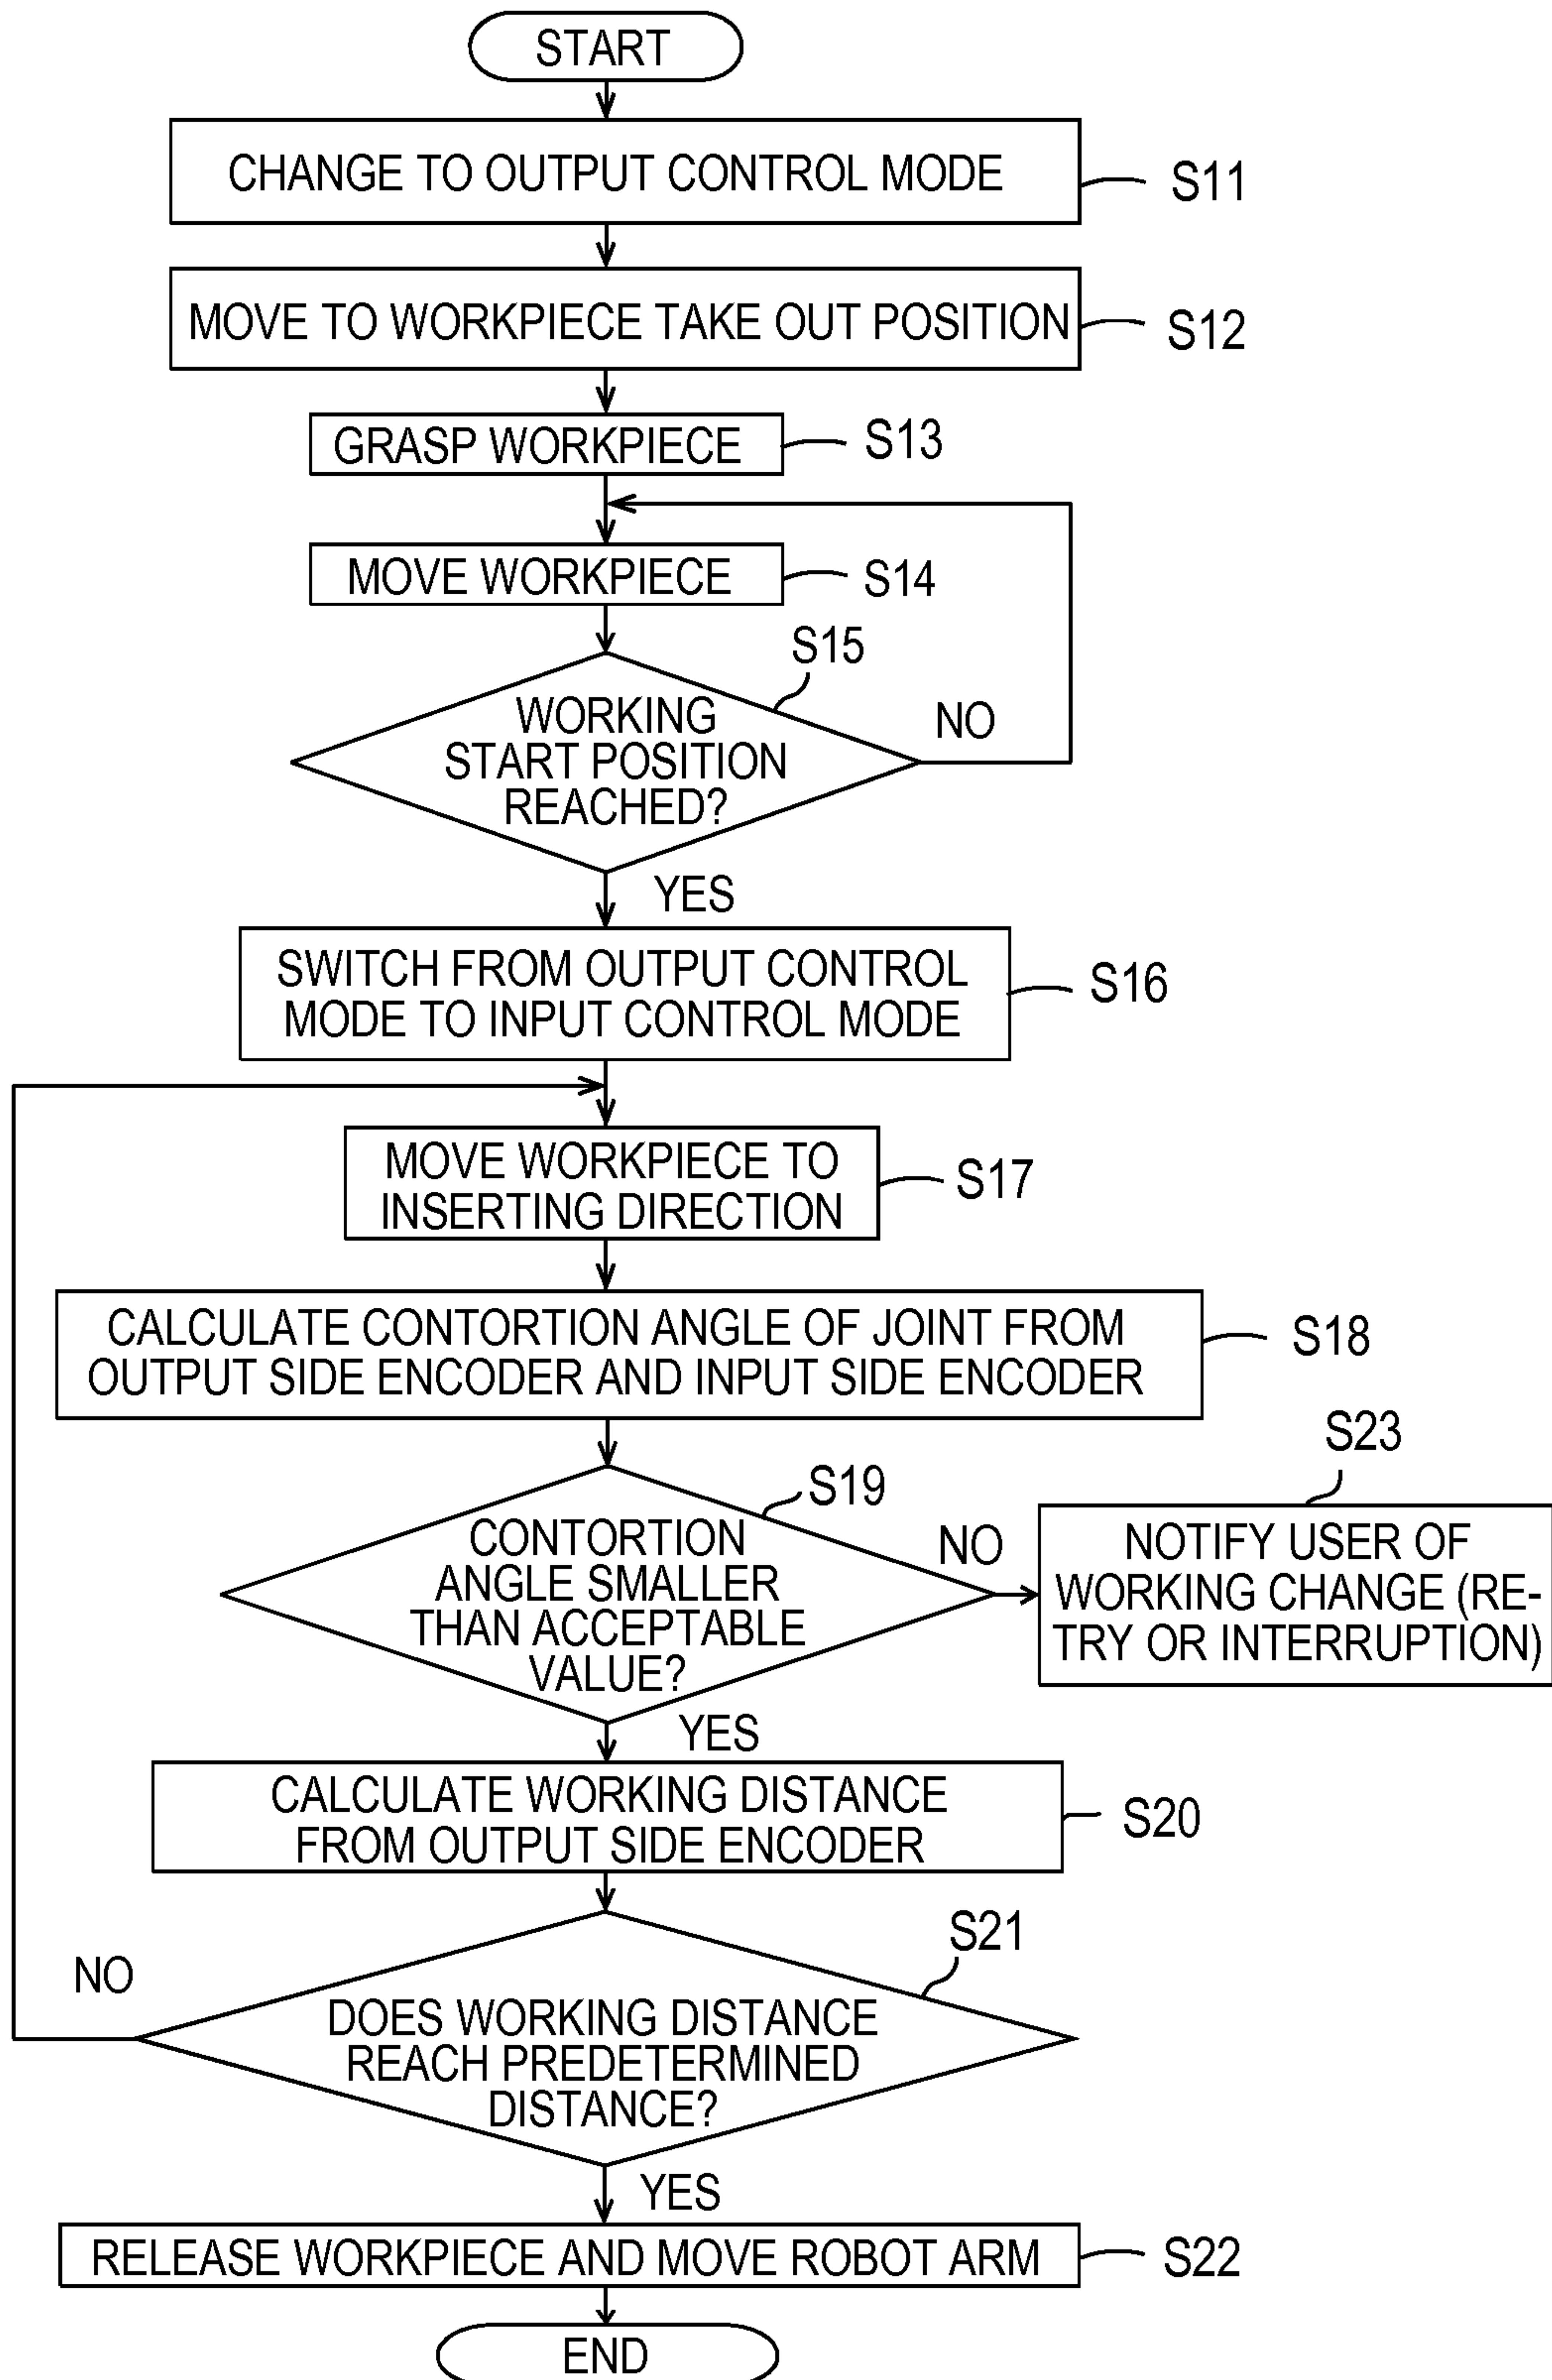 START
CHANGE TO OUTPUT CONTROL MODE
S11
MOVE TO WORKPIECE TAKE OUT POSITION
S12
GRASP WORKPIECE
S13
MOVE WORKPIECE
S14
S15
WORKING
START POSITION
REACHED?
NO
YES
SWITCH FROM OUTPUT CONTROL
MODE TO INPUT CONTROL MODE
S16
MOVE WORKPIECE TO
INSERTING DIRECTION
S17
CALCULATE CONTORTION ANGLE OF JOINT FROM
OUTPUT SIDE ENCODER AND INPUT SIDE ENCODER
S18
S19
CONTORTION
ANGLE SMALLER
THAN ACCEPTABLE
VALUE?
NO
S23
NOTIFY USER OF
WORKING CHANGE (RE-
TRY OR INTERRUPTION)
YES
CALCULATE WORKING DISTANCE
FROM OUTPUT SIDE ENCODER
S20
S21
NO
DOES WORKING DISTANCE
REACH PREDETERMINED
DISTANCE?
YES
RELEASE WORKPIECE AND MOVE ROBOT ARM
S22
END